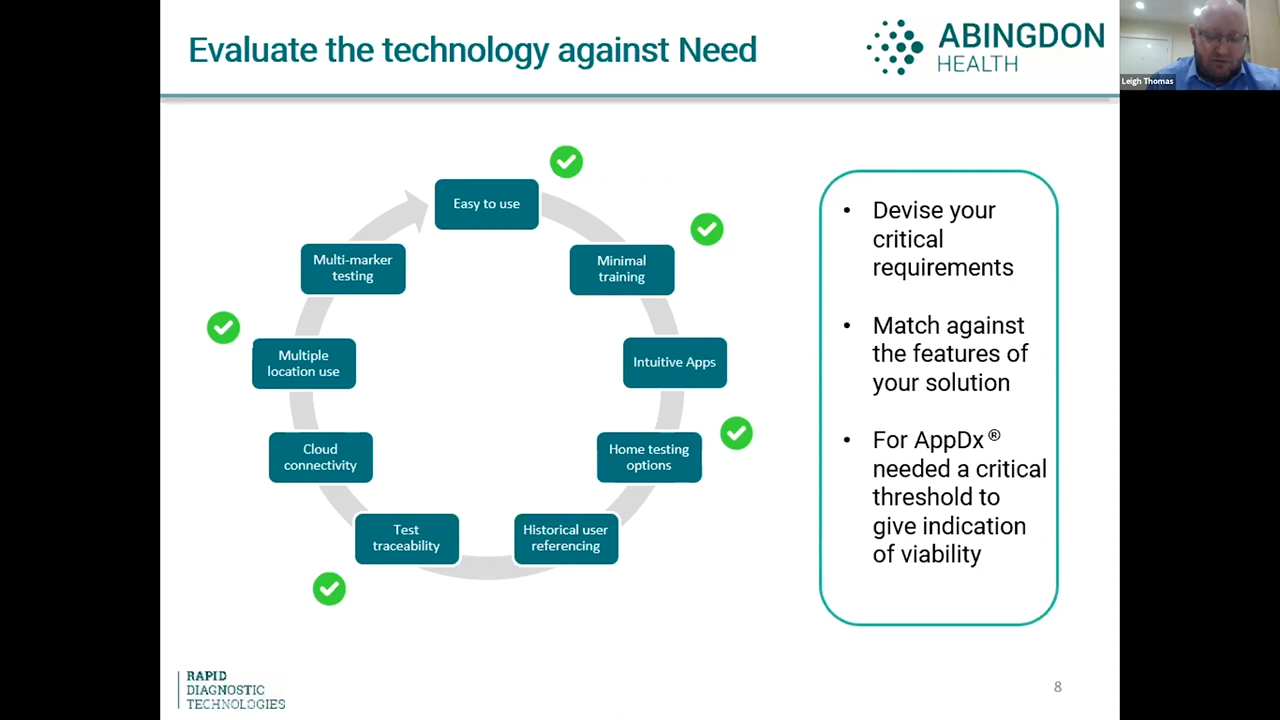 Evaluate the technology against Need
ABINGDON
HEALTH
Leigh Thomas
Easy to use
Minimal
training
Intuitive Apps
Home testing
options
Historical user
referencing
Test
traceability
Cloud
connectivity
Multiple
location use
Multi-marker
testing
• Devise your
critical
requirements
• Match against
the features of
your solution
• For AppDx ®
needed a critical
threshold to
give indication
of viability
RAPID
DIAGNOSTIC
TECHNOLOGIES
8